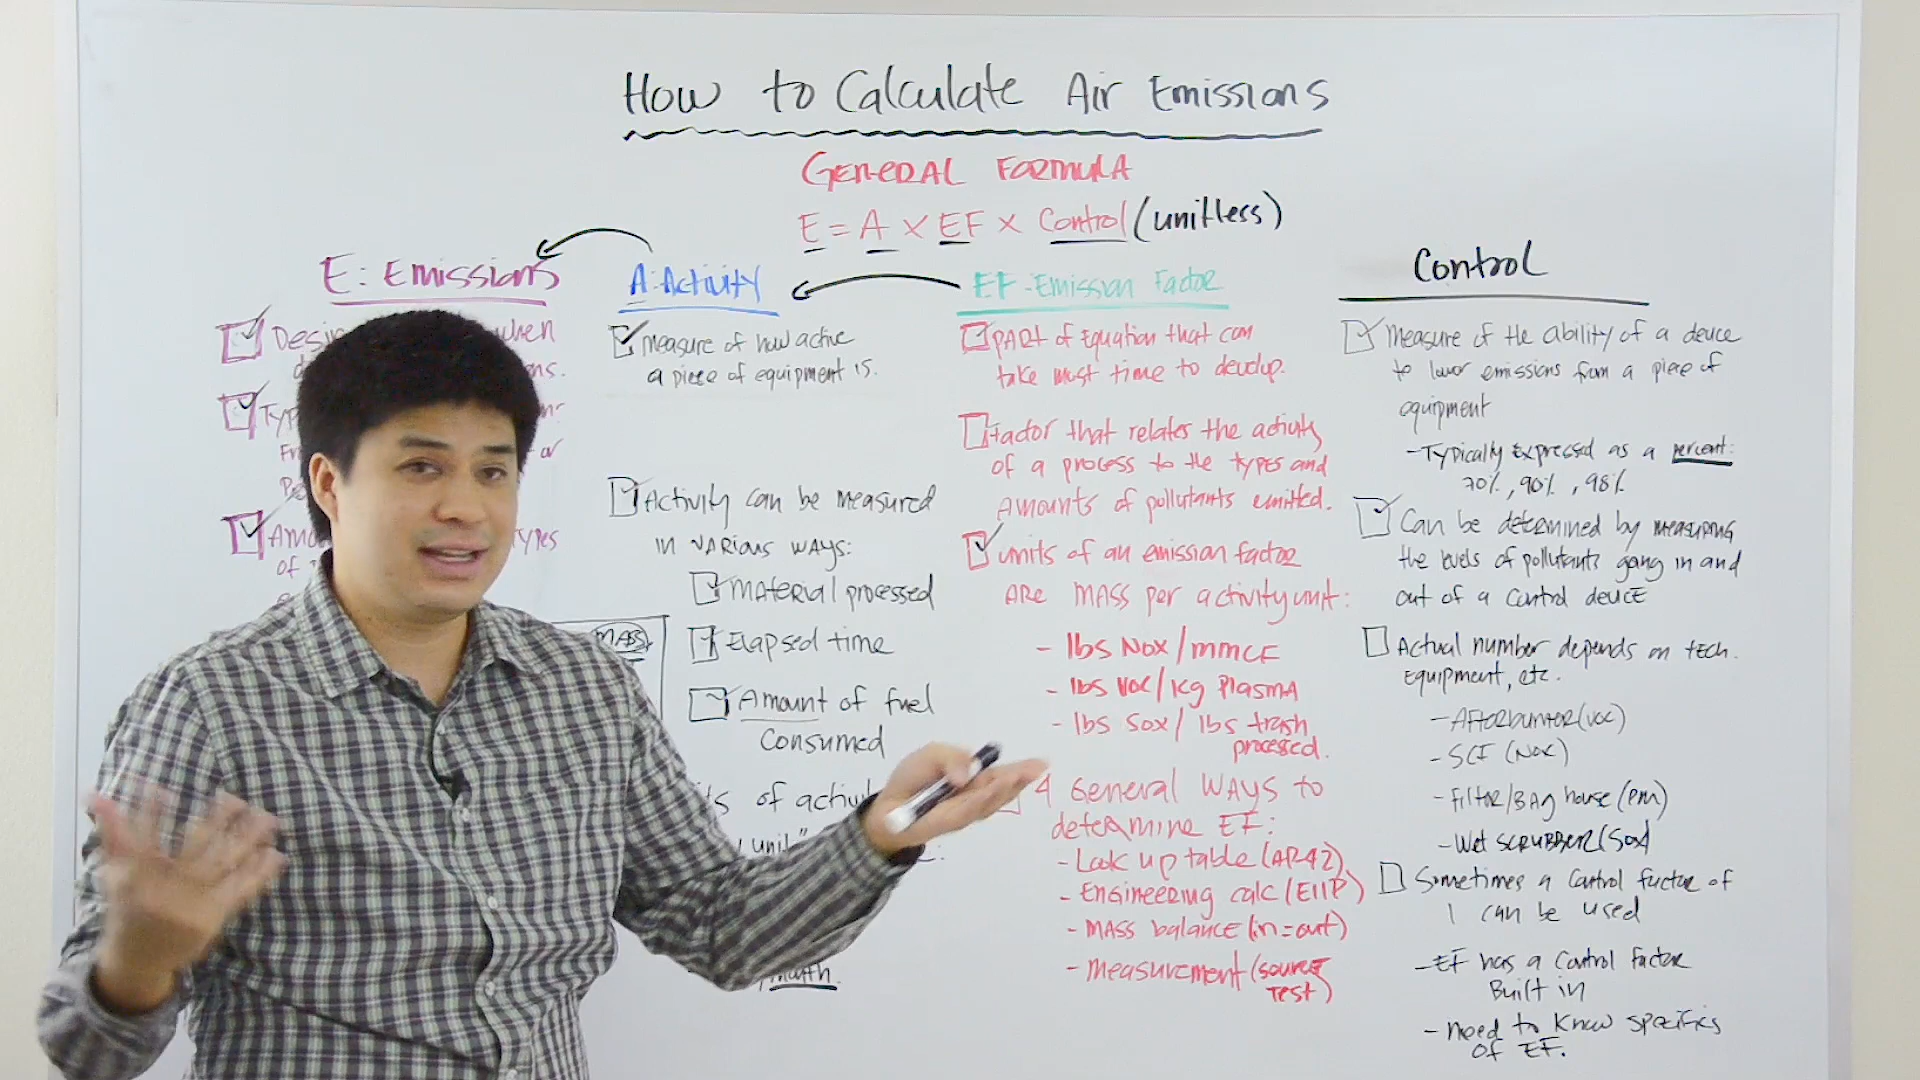 How to Calculate Air Emissions
GENERAL FORMULA
E = A × EF × Control (unitless)
E: Emissions
when
ns.
of
Types
MASS
A: Activity
Measure of how active
a piece of equipment is.
Activity can be measured
in various ways:
Material processed
Elapsed time
Amount of fuel
Consumed
of
unit"
math.
EF: Emission Factor
PART of Equation that can
take most time to develop.
Factor that relates the activity
of a process to the types and
amounts of pollutants emitted.
units of an emission factor
are MASS per activity unit:
- lbs NOx/mmcf
- lbs VOC/kg Plasma
- lbs SOx/ lbs trash
processed.
4 General Ways to
determine EF:
- Look up table (AP42)
- Engineering calc (EIIP)
- MASS balance (in=out)
- Measurement (source
TEST)
Control
Measure of the ability of a device
to lower emissions from a piece of
equipment
- Typically Expressed as a percent:
70%, 90%, 98%
Can be determined by measuring
the levels of pollutants going in and
out of a control device
Actual number depends on tech.
Equipment, etc.
- Afterburner (VOC)
- (NOx)
- Filter/BAghouse (PM)
- Wet SCRUBBER (SOx)
Sometimes a Control factor of
1 can be used
- EF has a Control Factor
Built in
- need to know specifics
of EF.